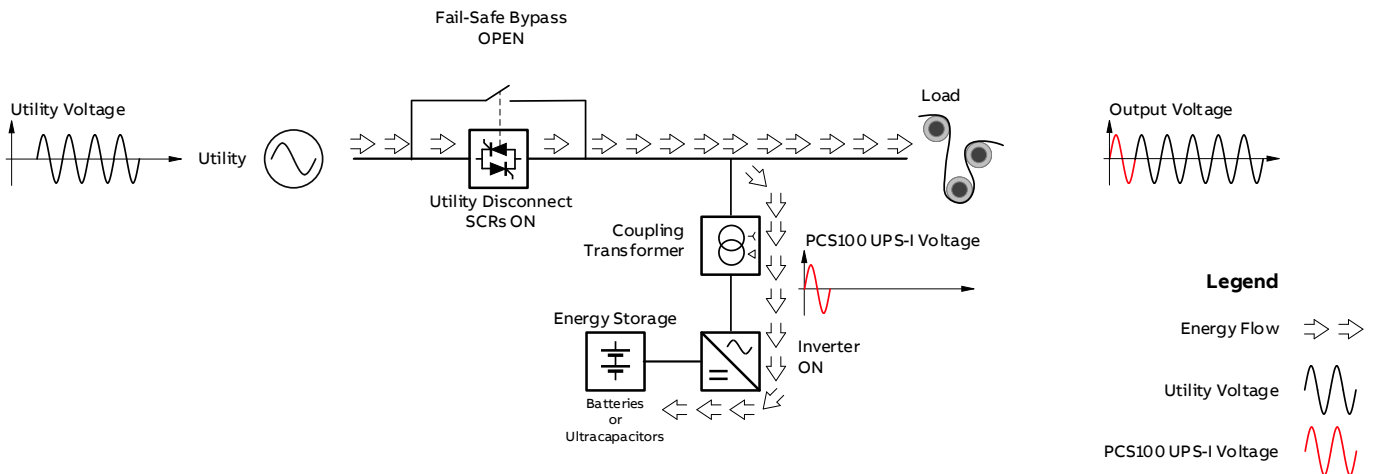 Fail-Safe Bypass
OPEN
Utility Voltage
Utility
Utility Disconnect
SCRs ON
Load
Output Voltage
Coupling
Transformer
PCS100 UPS-I Voltage
Energy Storage
Inverter
ON
Batteries
or
Ultracapacitors
Legend
Energy Flow
Utility Voltage
PCS100 UPS-I Voltage